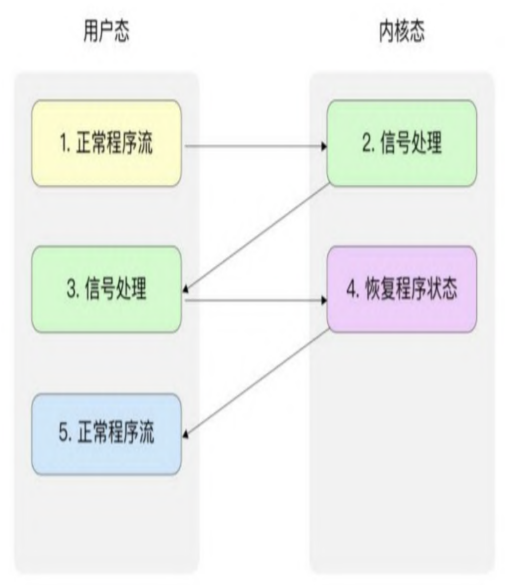 用户态
内核态
1. 正常程序流
2. 信号处理
3. 信号处理
4. 恢复程序状态
5. 正常程序流